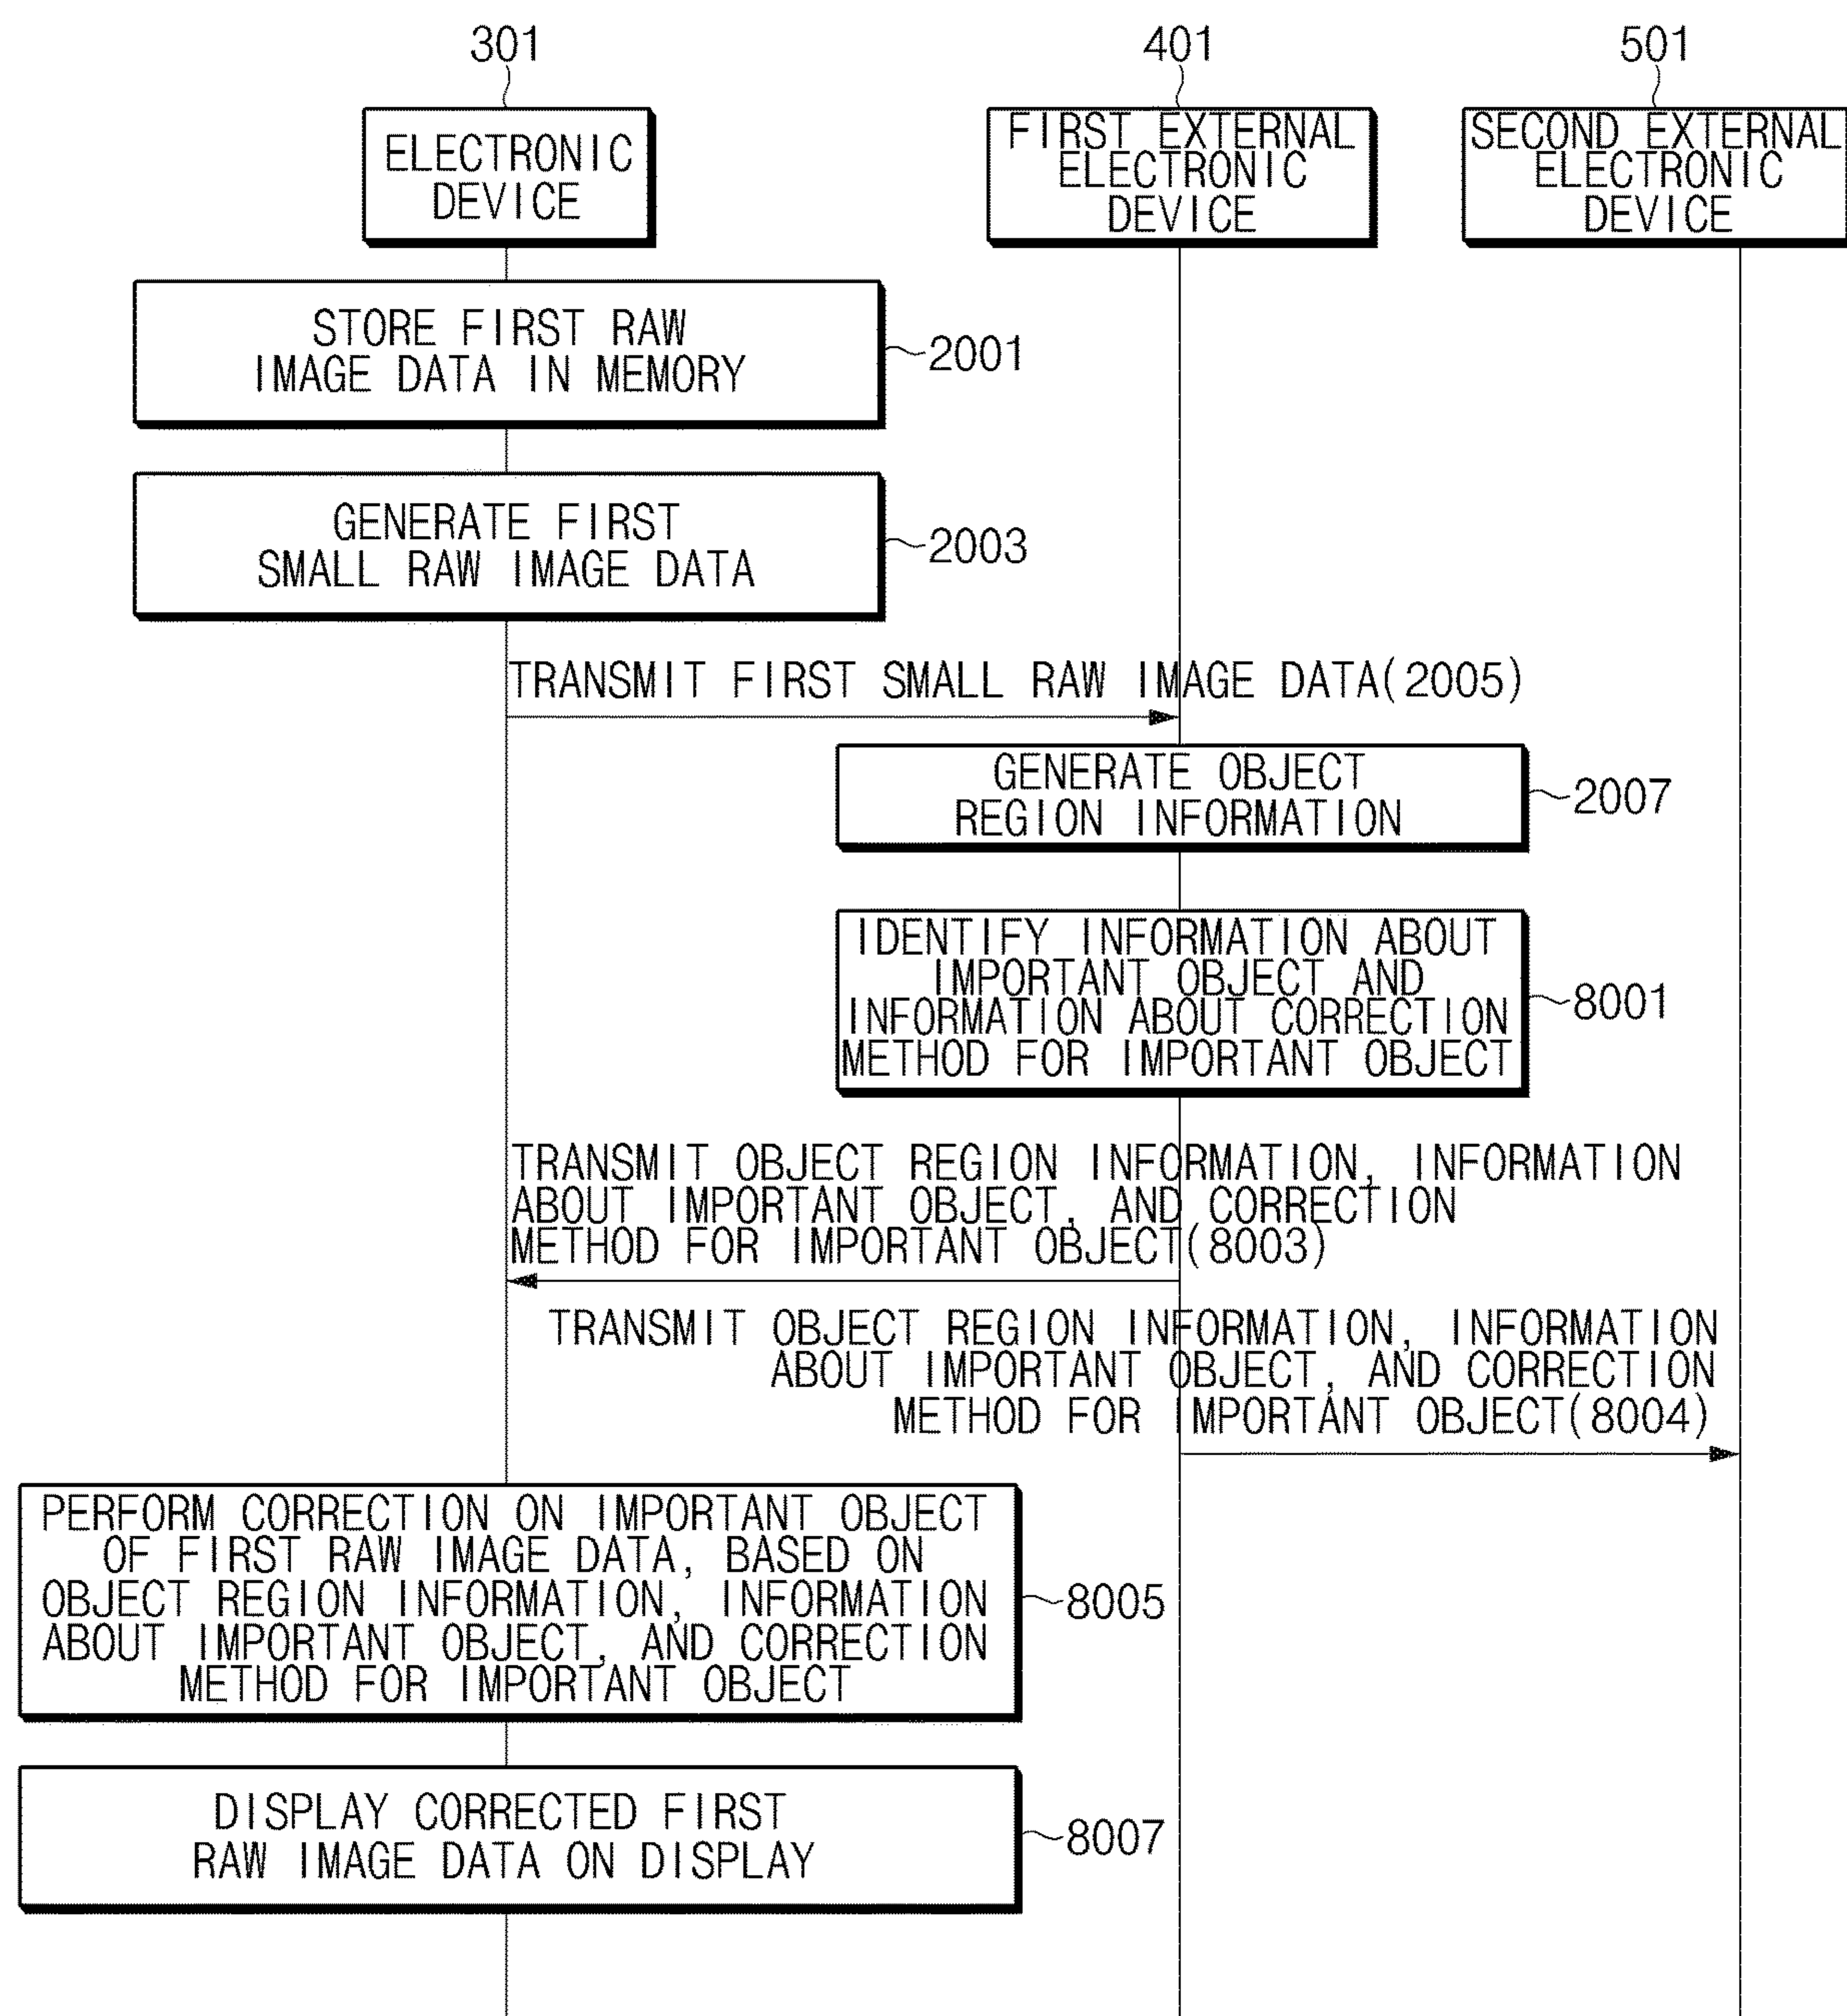 301
401
501
ELECTRONIC
DEVICE
FIRST EXTERNAL
ELECTRONIC
DEVICE
SECOND EXTERNAL
ELECTRONIC
DEVICE
STORE FIRST RAW
IMAGE DATA IN MEMORY
2001
GENERATE FIRST
SMALL RAW IMAGE DATA
2003
TRANSMIT FIRST SMALL RAW IMAGE DATA(2005)
GENERATE OBJECT
REGION INFORMATION
2007
IDENTIFY INFORMATION ABOUT
IMPORTANT OBJECT AND
INFORMATION ABOUT CORRECTION
METHOD FOR IMPORTANT OBJECT
8001
TRANSMIT OBJECT REGION INFORMATION, INFORMATION
ABOUT IMPORTANT OBJECT, AND CORRECTION
METHOD FOR IMPORTANT OBJECT(8003)
TRANSMIT OBJECT REGION INFORMATION, INFORMATION
ABOUT IMPORTANT OBJECT, AND CORRECTION
METHOD FOR IMPORTANT OBJECT(8004)
PERFORM CORRECTION ON IMPORTANT OBJECT
OF FIRST RAW IMAGE DATA, BASED ON
OBJECT REGION INFORMATION, INFORMATION
ABOUT IMPORTANT OBJECT, AND CORRECTION
METHOD FOR IMPORTANT OBJECT
8005
DISPLAY CORRECTED FIRST
RAW IMAGE DATA ON DISPLAY
8007